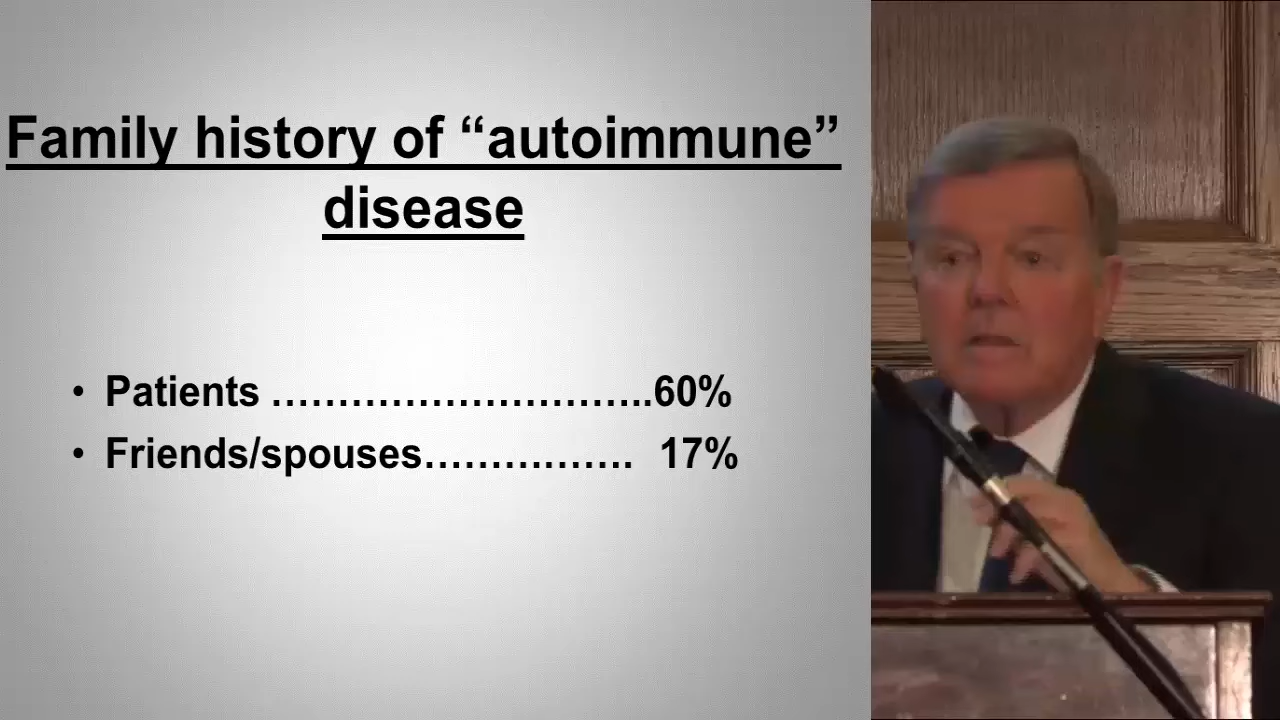 Family history of “autoimmune”
disease
• Patients …………………………..60%
• Friends/spouses……….……. 17%